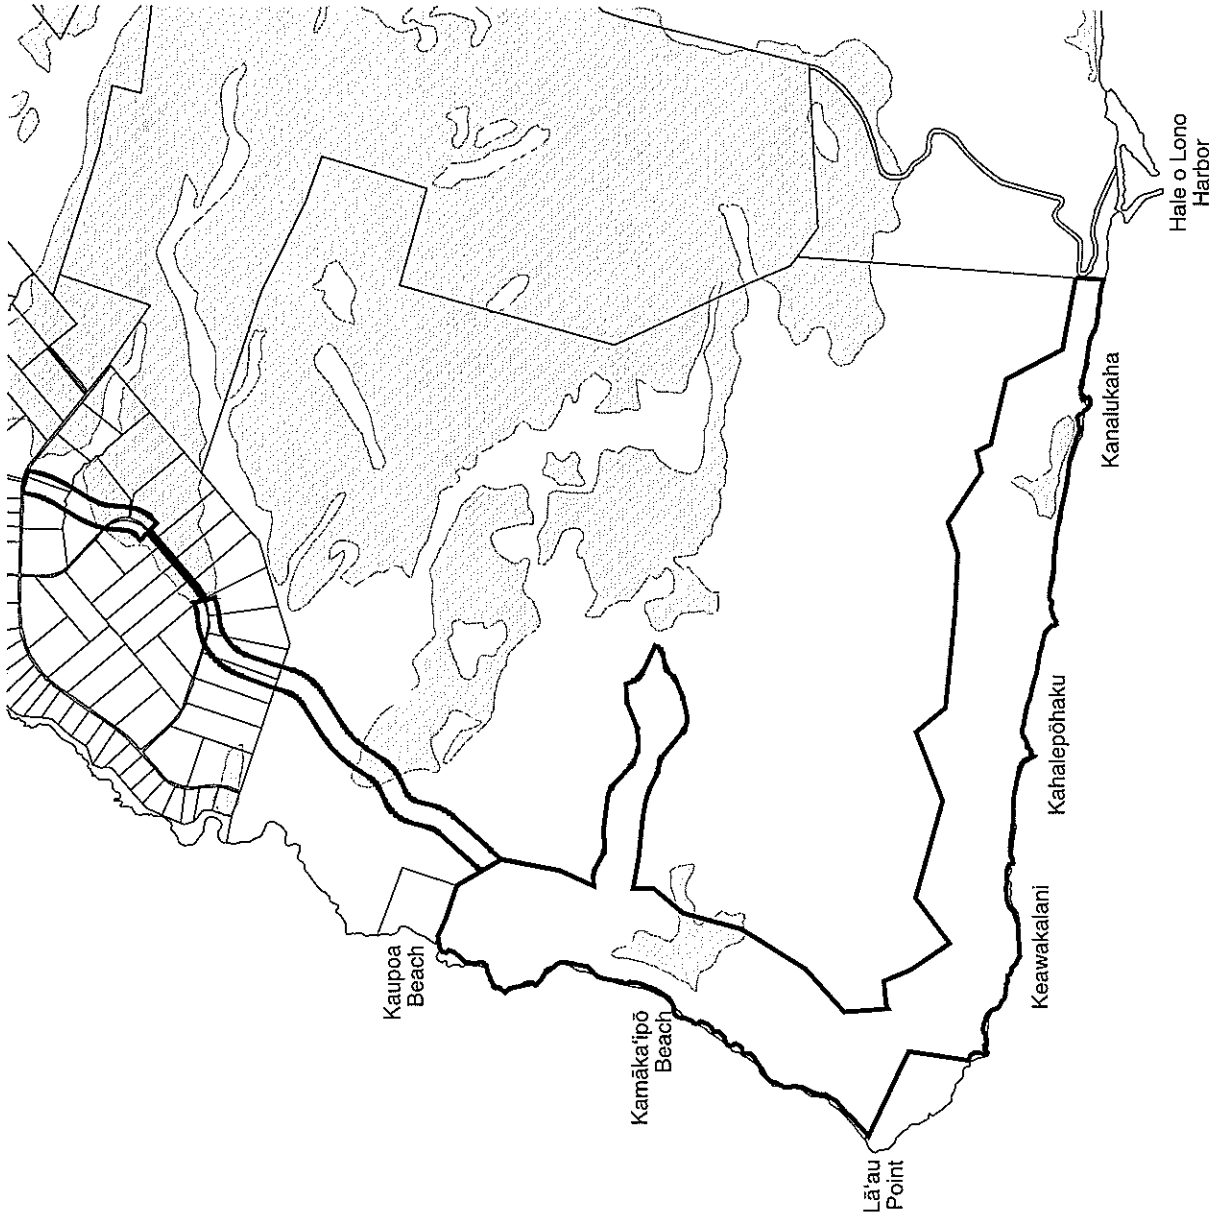 Kaupoa
Beach
Kamāka'ipō
Beach
Lā'au
Point
Keawakalani
Kahalepōhaku
Kanalukaha
Hale o Lono
Harbor